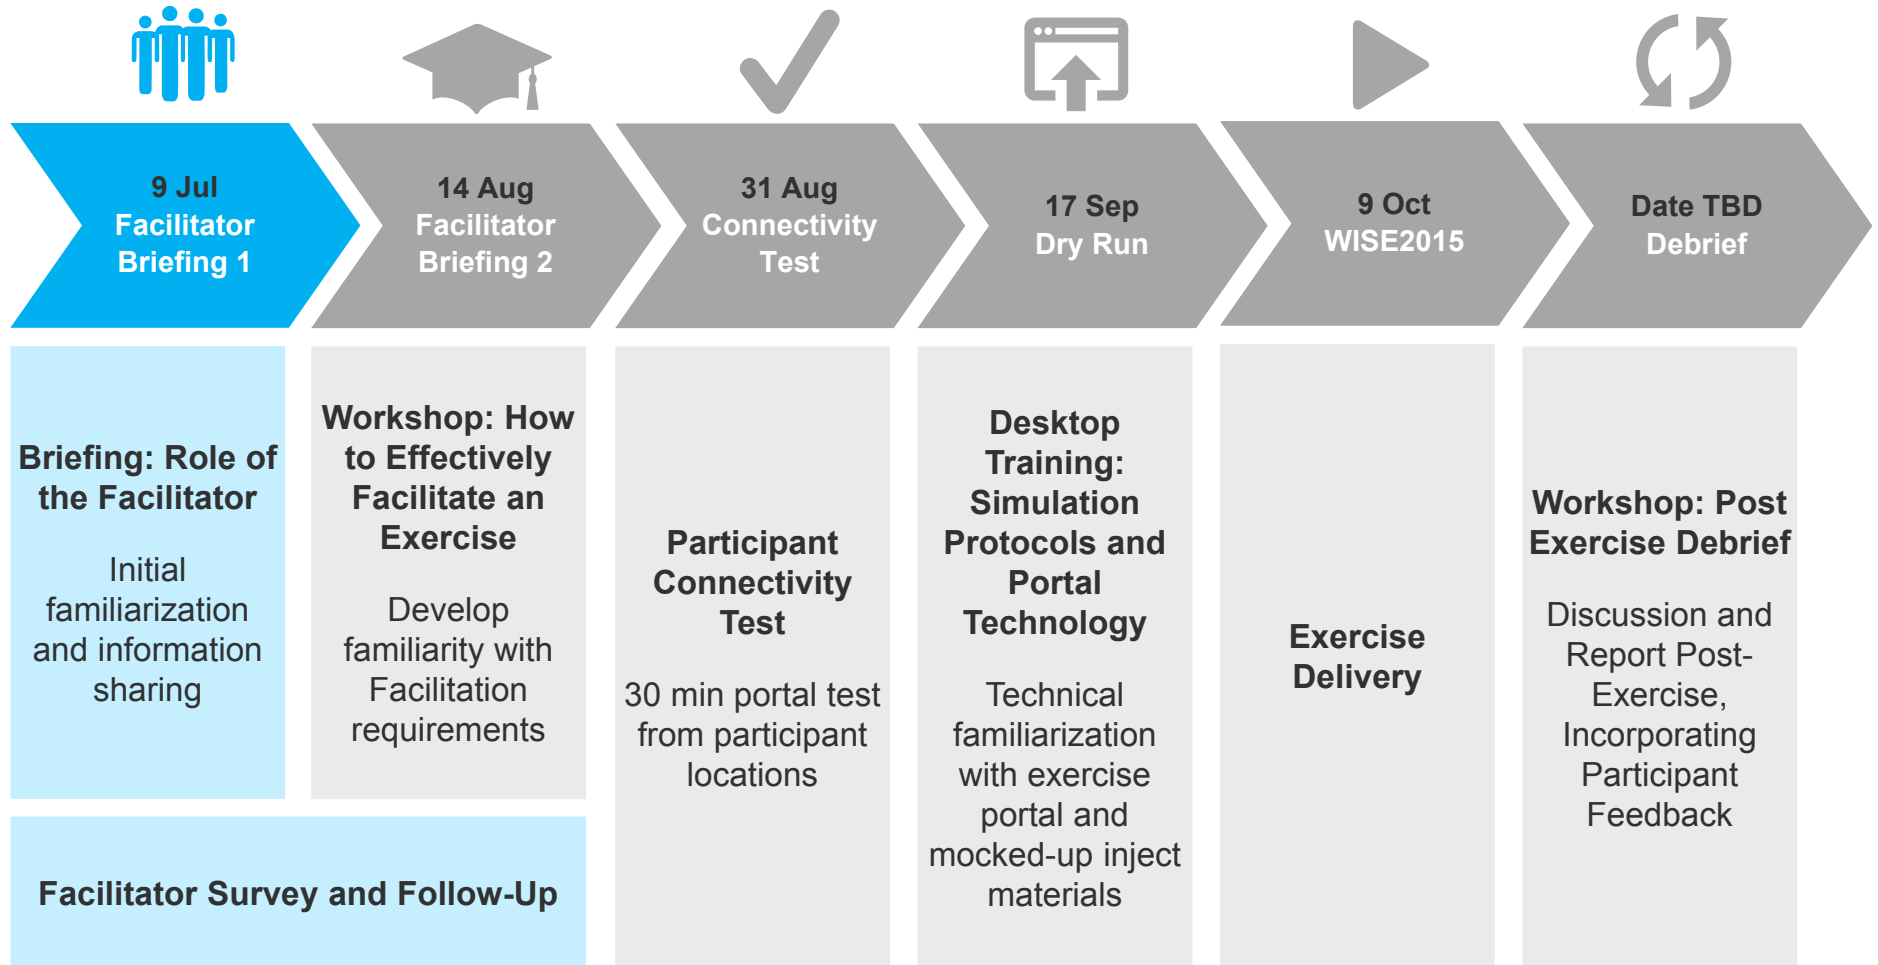 9 Jul
Facilitator
Briefing 1
14 Aug
Facilitator
Briefing 2
31 Aug
Connectivity
Test
17 Sep
Dry Run
9 Oct
WISE2015
Date TBD
Debrief
Briefing: Role of
the Facilitator
Initial
familiarization
and information
sharing
Workshop: How
to Effectively
Facilitate an
Exercise
Develop
familiarity with
Facilitation
requirements
Facilitator Survey and Follow-Up
Participant
Connectivity
Test
30 min portal test
from participant
locations
Desktop
Training:
Simulation
Protocols and
Portal
Technology
Technical
familiarization
with exercise
portal and
mocked-up inject
materials
Exercise
Delivery
Workshop: Post
Exercise Debrief
Discussion and
Report Post-
Exercise,
Incorporating
Participant
Feedback